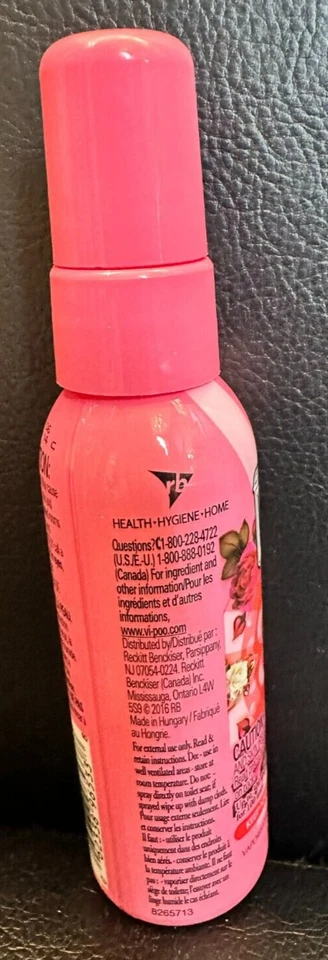 rb
HEALTH • HYGIENE • HOME
Questions?C1-800-228-4722
(U.S./E.-U.) 1-800-888-0192
(Canada) For ingredient and
other information/Pour les
ingrédients et d'autres
informations,
www.vi-poo.com
Distributed by/Distribué par :
Reckitt Benckiser, Parsippany,
NJ 07054-0224. Reckitt
Benckiser (Canada) Inc.
Mississauga, Ontario L4W
5S9 © 2016 RB
Made in Hungary / Fabriqué
au Hongrie.
For external use only. Read &
retain instructions. Do: - use in
well ventilated areas - store at
room temperature. Do not: -
spray directly on toilet seat; if
sprayed wipe up with damp cloth.
Pour usage externe seulement. Lire
et conserver les instructions.
Il faut : - utiliser le produit
uniquement dans des endroits
bien aérés. - conserver le produit à
la température ambiante. Il ne faut
pas : - vaporiser directement sur le
siège de toilette; l'essuyer avec un
linge humide le cas échéant.
8265713
CAUTION